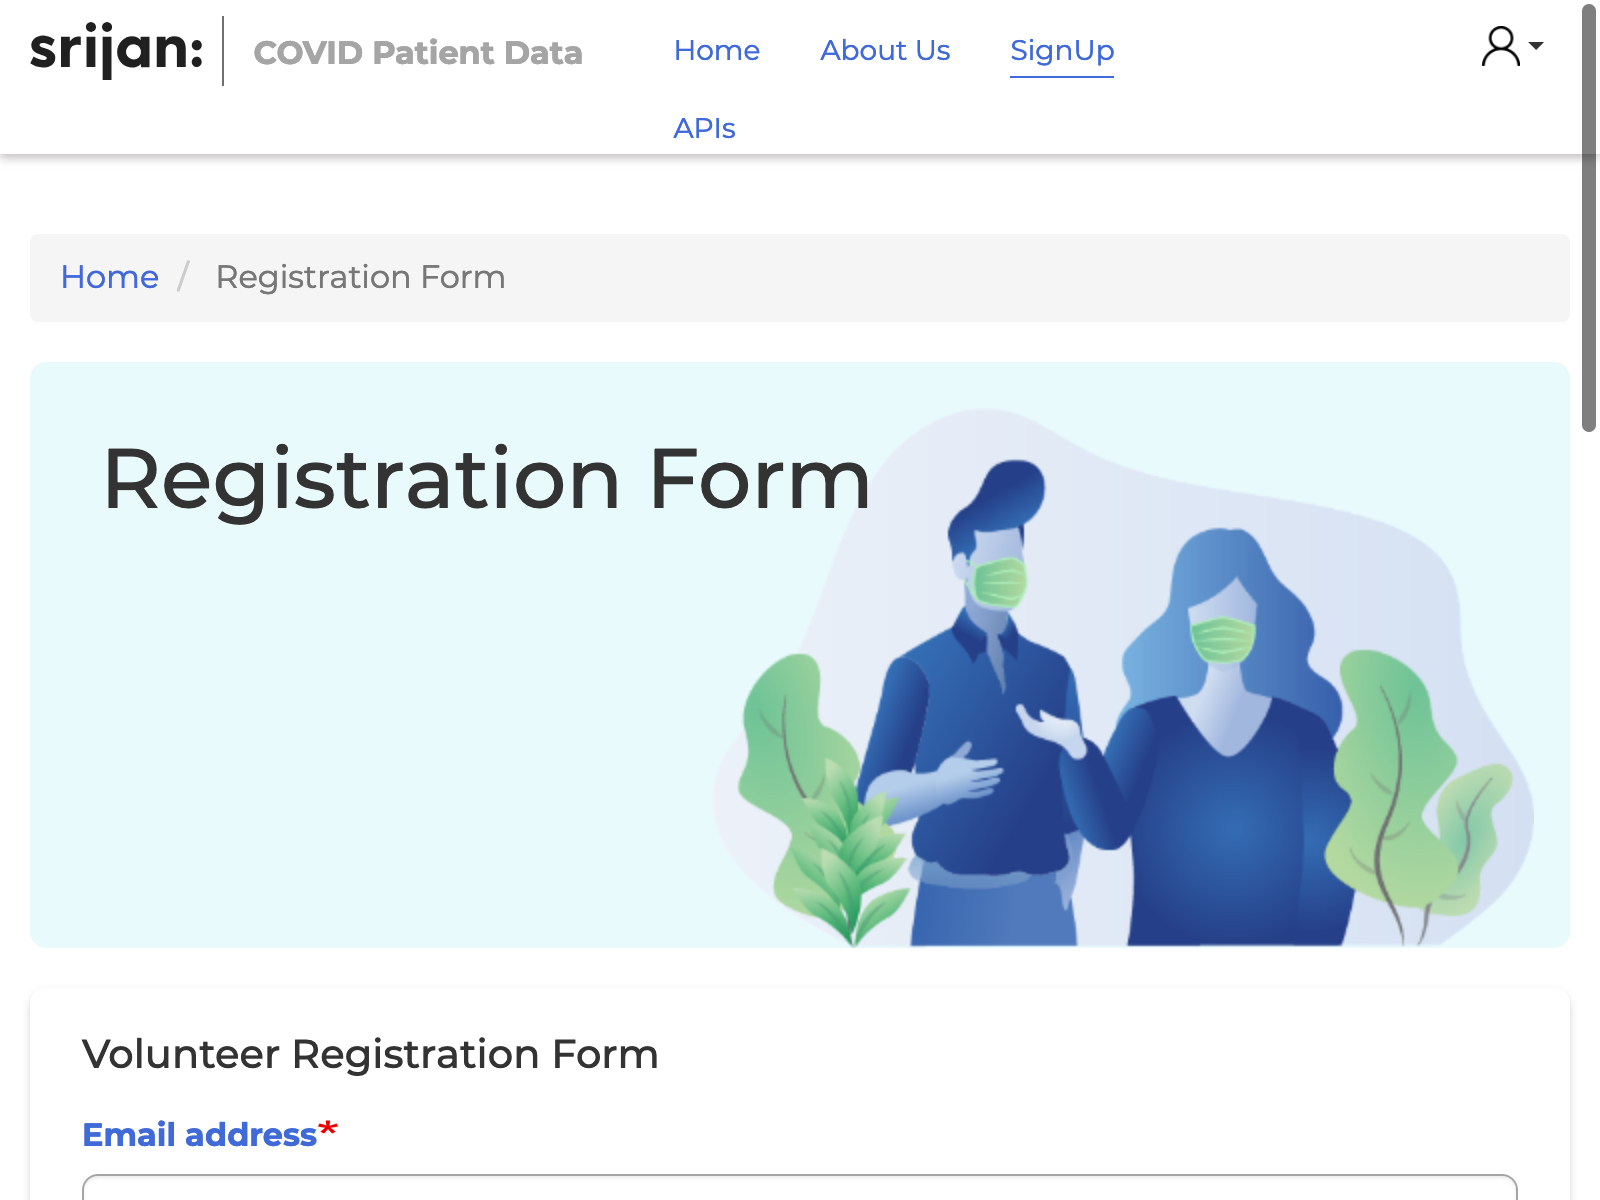 srijan:
COVID Patient Data
Home
About Us
SignUp
APIs
Home / Registration Form
Registration Form
Volunteer Registration Form
Email address*